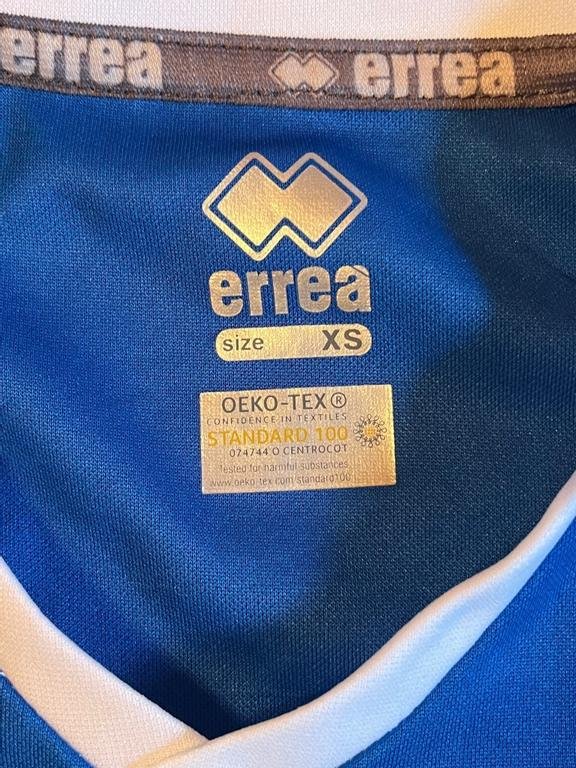 errea errea
erreà
size XS
OEKO-TEX®
CONFIDENCE IN TEXTILES
STANDARD 100
074744 O CENTROCOT
Tested for harmful substances
www.oeko-tex.com/standard100